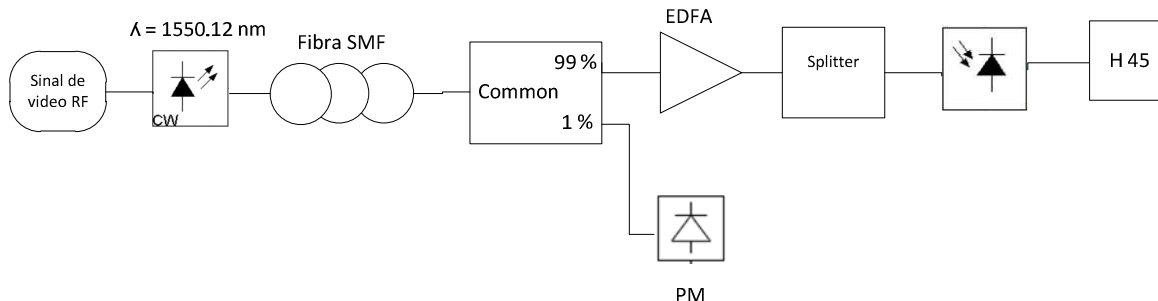 EDFA
ʎ = 1550.12 nm
Fibra SMF
Sinal de
video RF
CW
99 %
Common
1 %
Splitter
H 45
PM